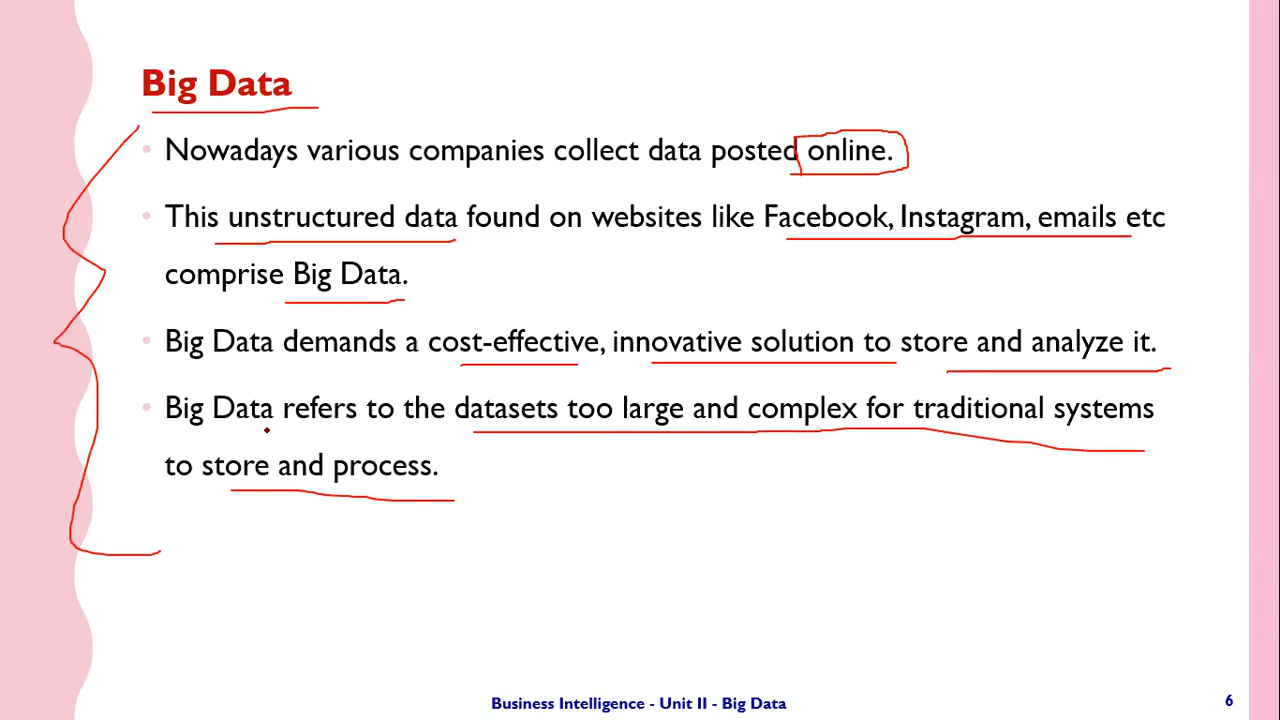 Big Data
• Nowadays various companies collect data posted online.
• This unstructured data found on websites like Facebook, Instagram, emails etc
comprise Big Data.
• Big Data demands a cost-effective, innovative solution to store and analyze it.
• Big Data refers to the datasets too large and complex for traditional systems
to store and process.
Business Intelligence - Unit II - Big Data
6